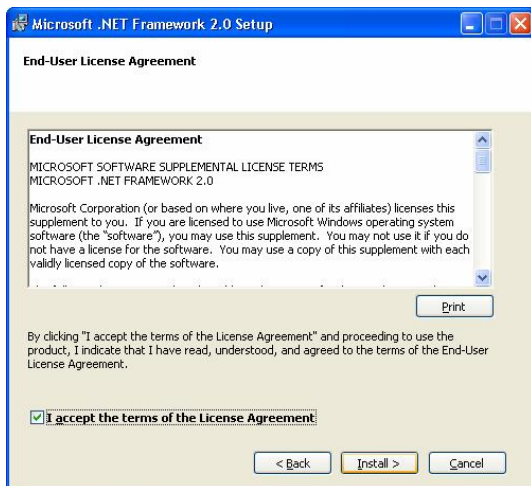 Microsoft .NET Framework 2.0 Setup
End-User License Agreement
End-User License Agreement
MICROSOFT SOFTWARE SUPPLEMENTAL LICENSE TERMS
MICROSOFT .NET FRAMEWORK 2.0
Microsoft Corporation (or based on where you live, one of its affiliates) licenses this
supplement to you. If you are licensed to use Microsoft Windows operating system
software (the "software"), you may use this supplement. You may not use it if you do
not have a license for the software. You may use a copy of this supplement with each
validly licensed copy of the software.
Print
By clicking "I accept the terms of the License Agreement" and proceeding to use the
product, I indicate that I have read, understood, and agreed to the terms of the End-User
License Agreement.
I accept the terms of the License Agreement
< Back
Install >
Cancel